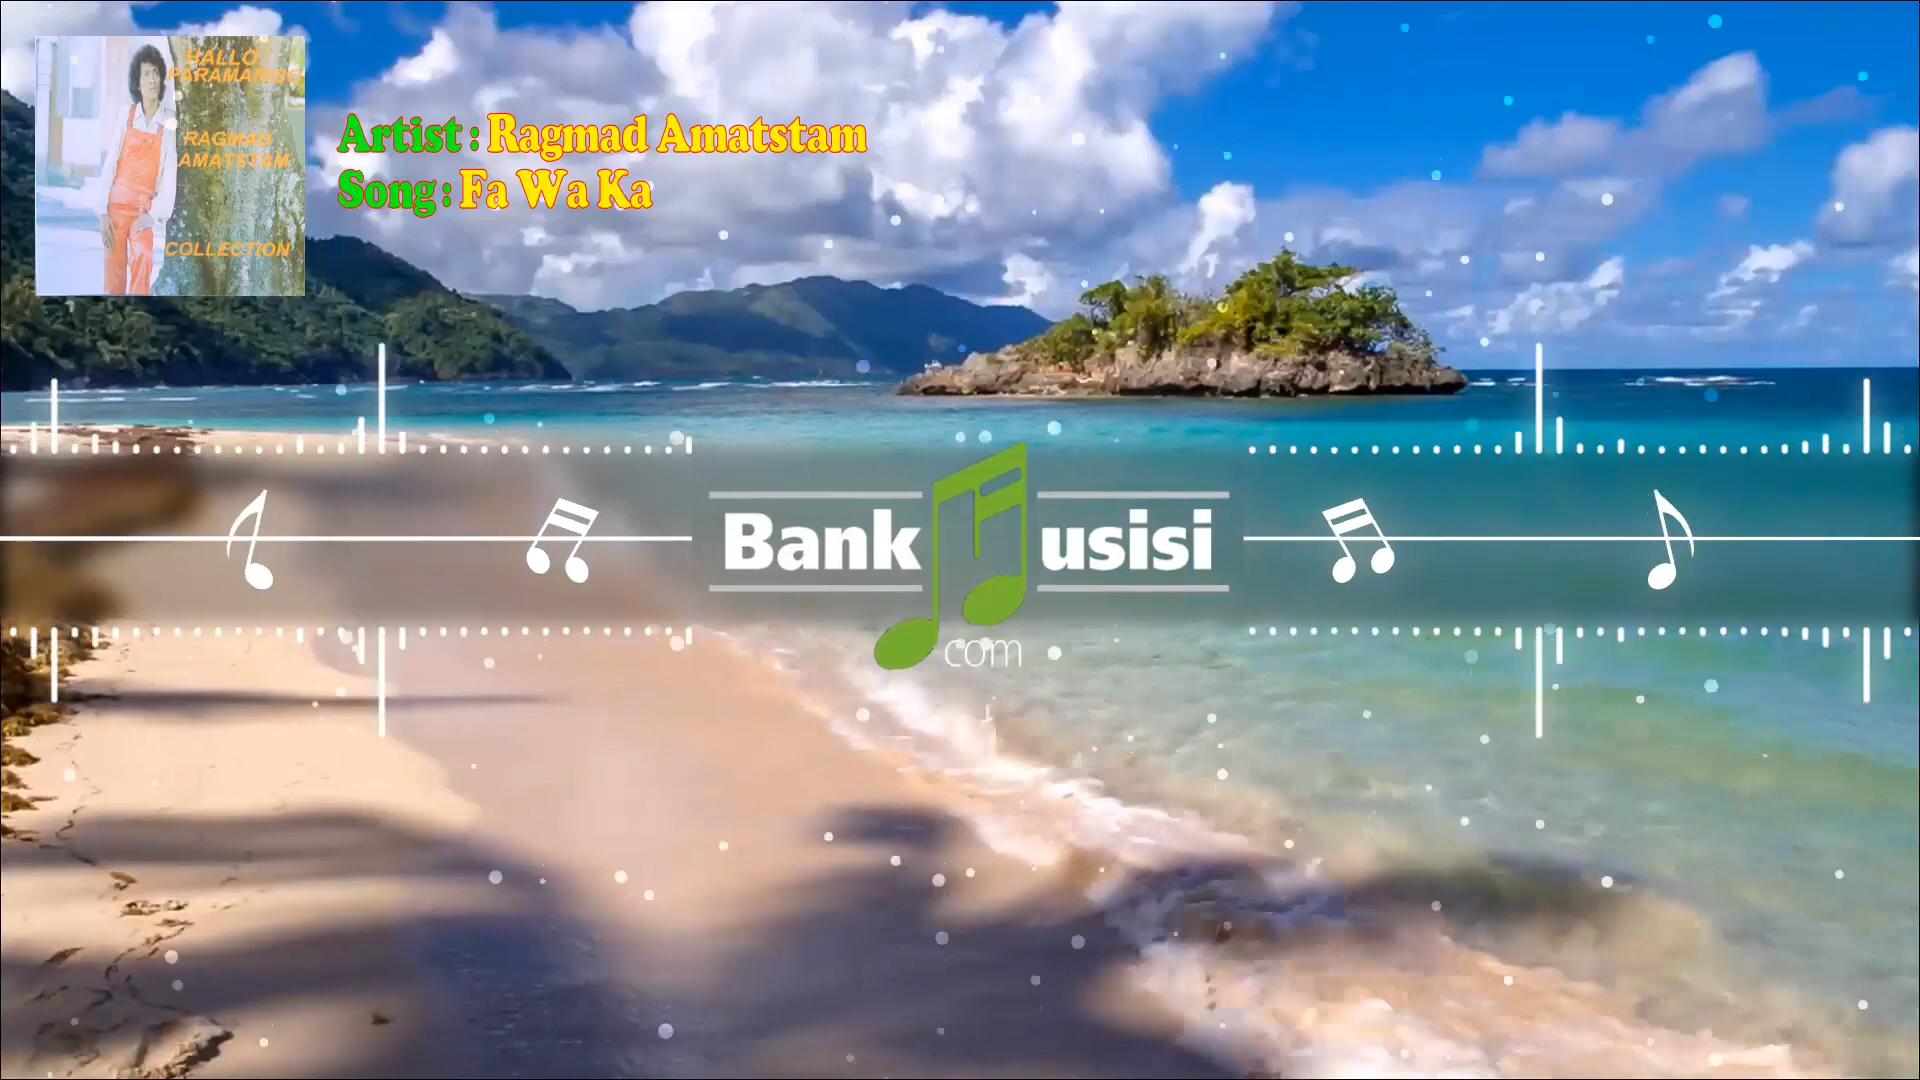 HALLO
PARAMARIBO
RAGMAD
AMATSTAM
COLLECTION
Artist : Ragmad Amatstam
Song : Fa Wa Ka
Bank usisi
com